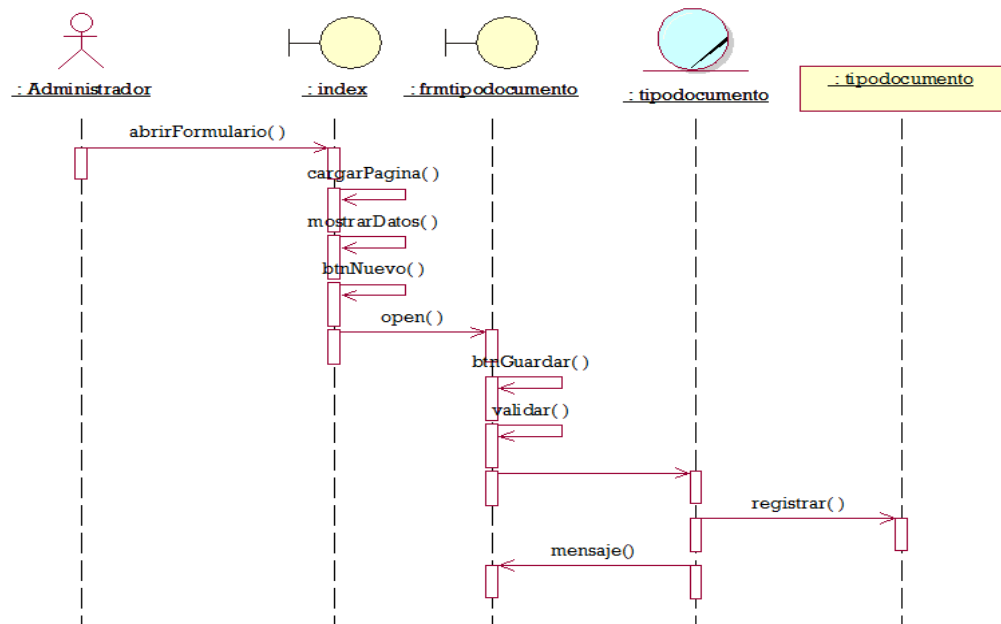 : Administrador
: index
: frmtipodocumento
: tipodocumento
: tipodocumento
abrirFormulario( )
cargarPagina( )
mostrarDatos( )
btnNuevo( )
open( )
btnGuardar( )
validar( )
registrar( )
mensaje()